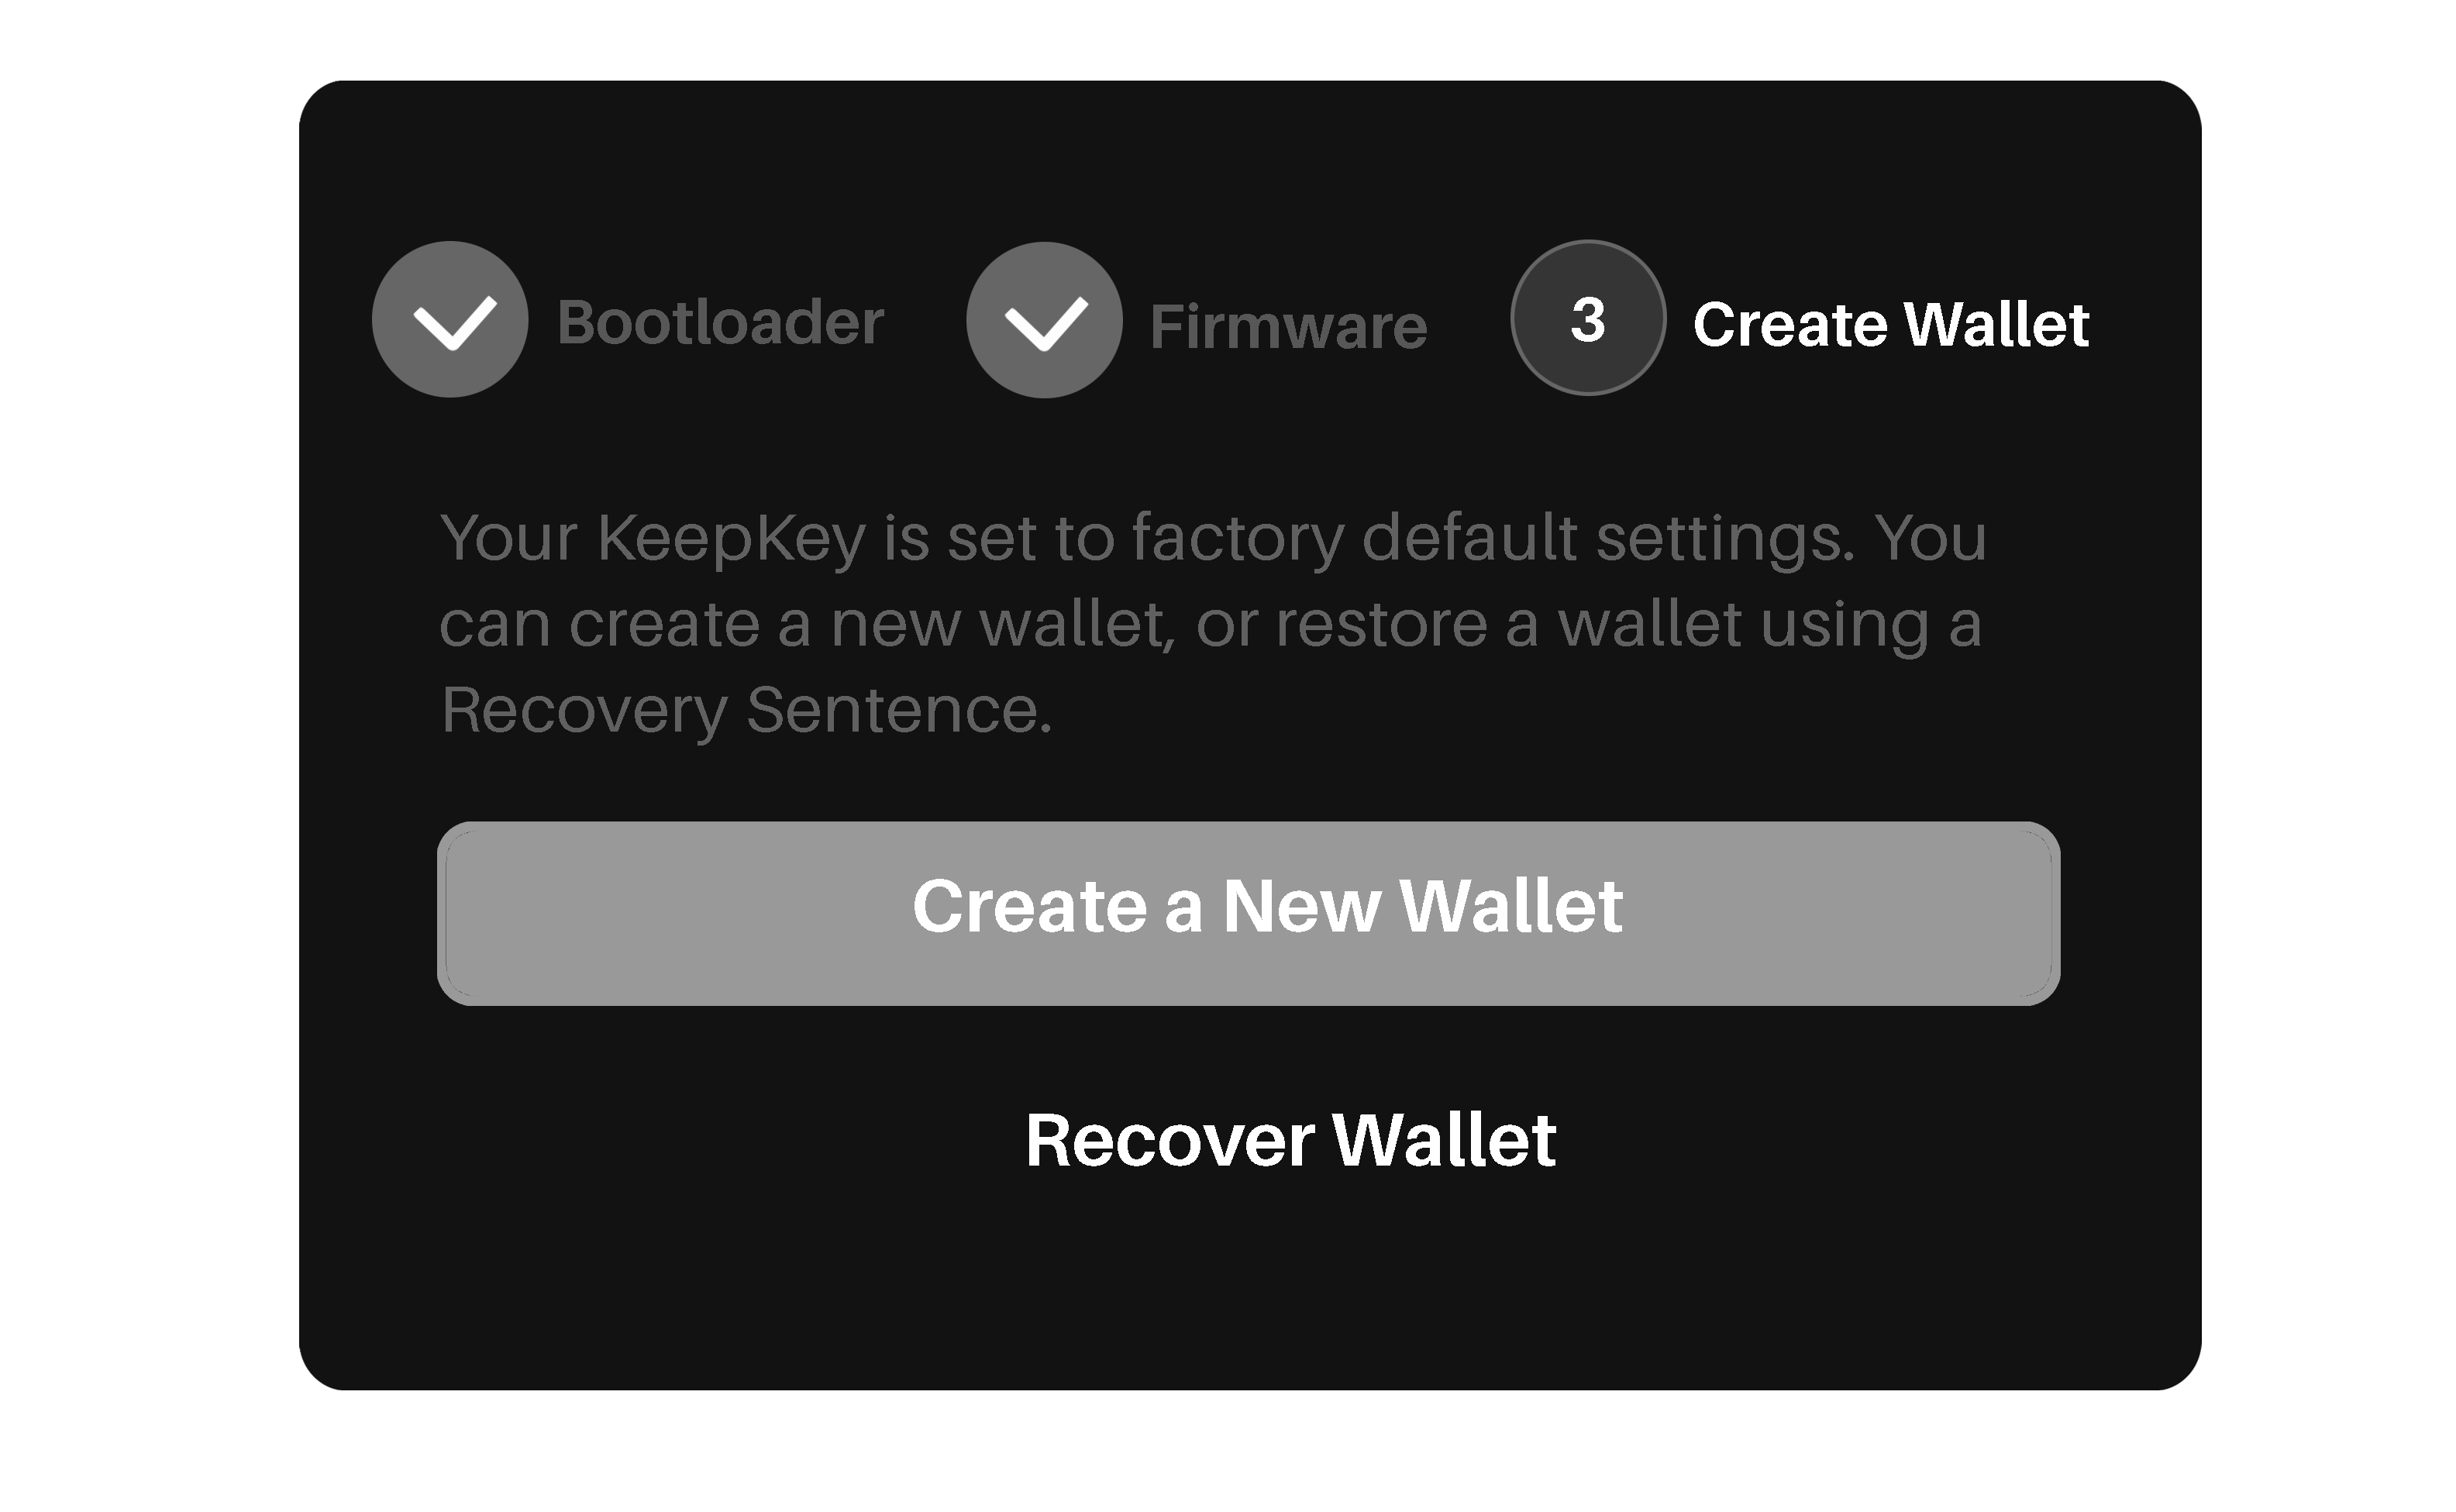 Bootloader Firmware 3 Create Wallet
Your KeepKey is set to factory default settings. You
can create a new wallet, or restore a wallet using a
Recovery Sentence.
Create a New Wallet
Recover Wallet